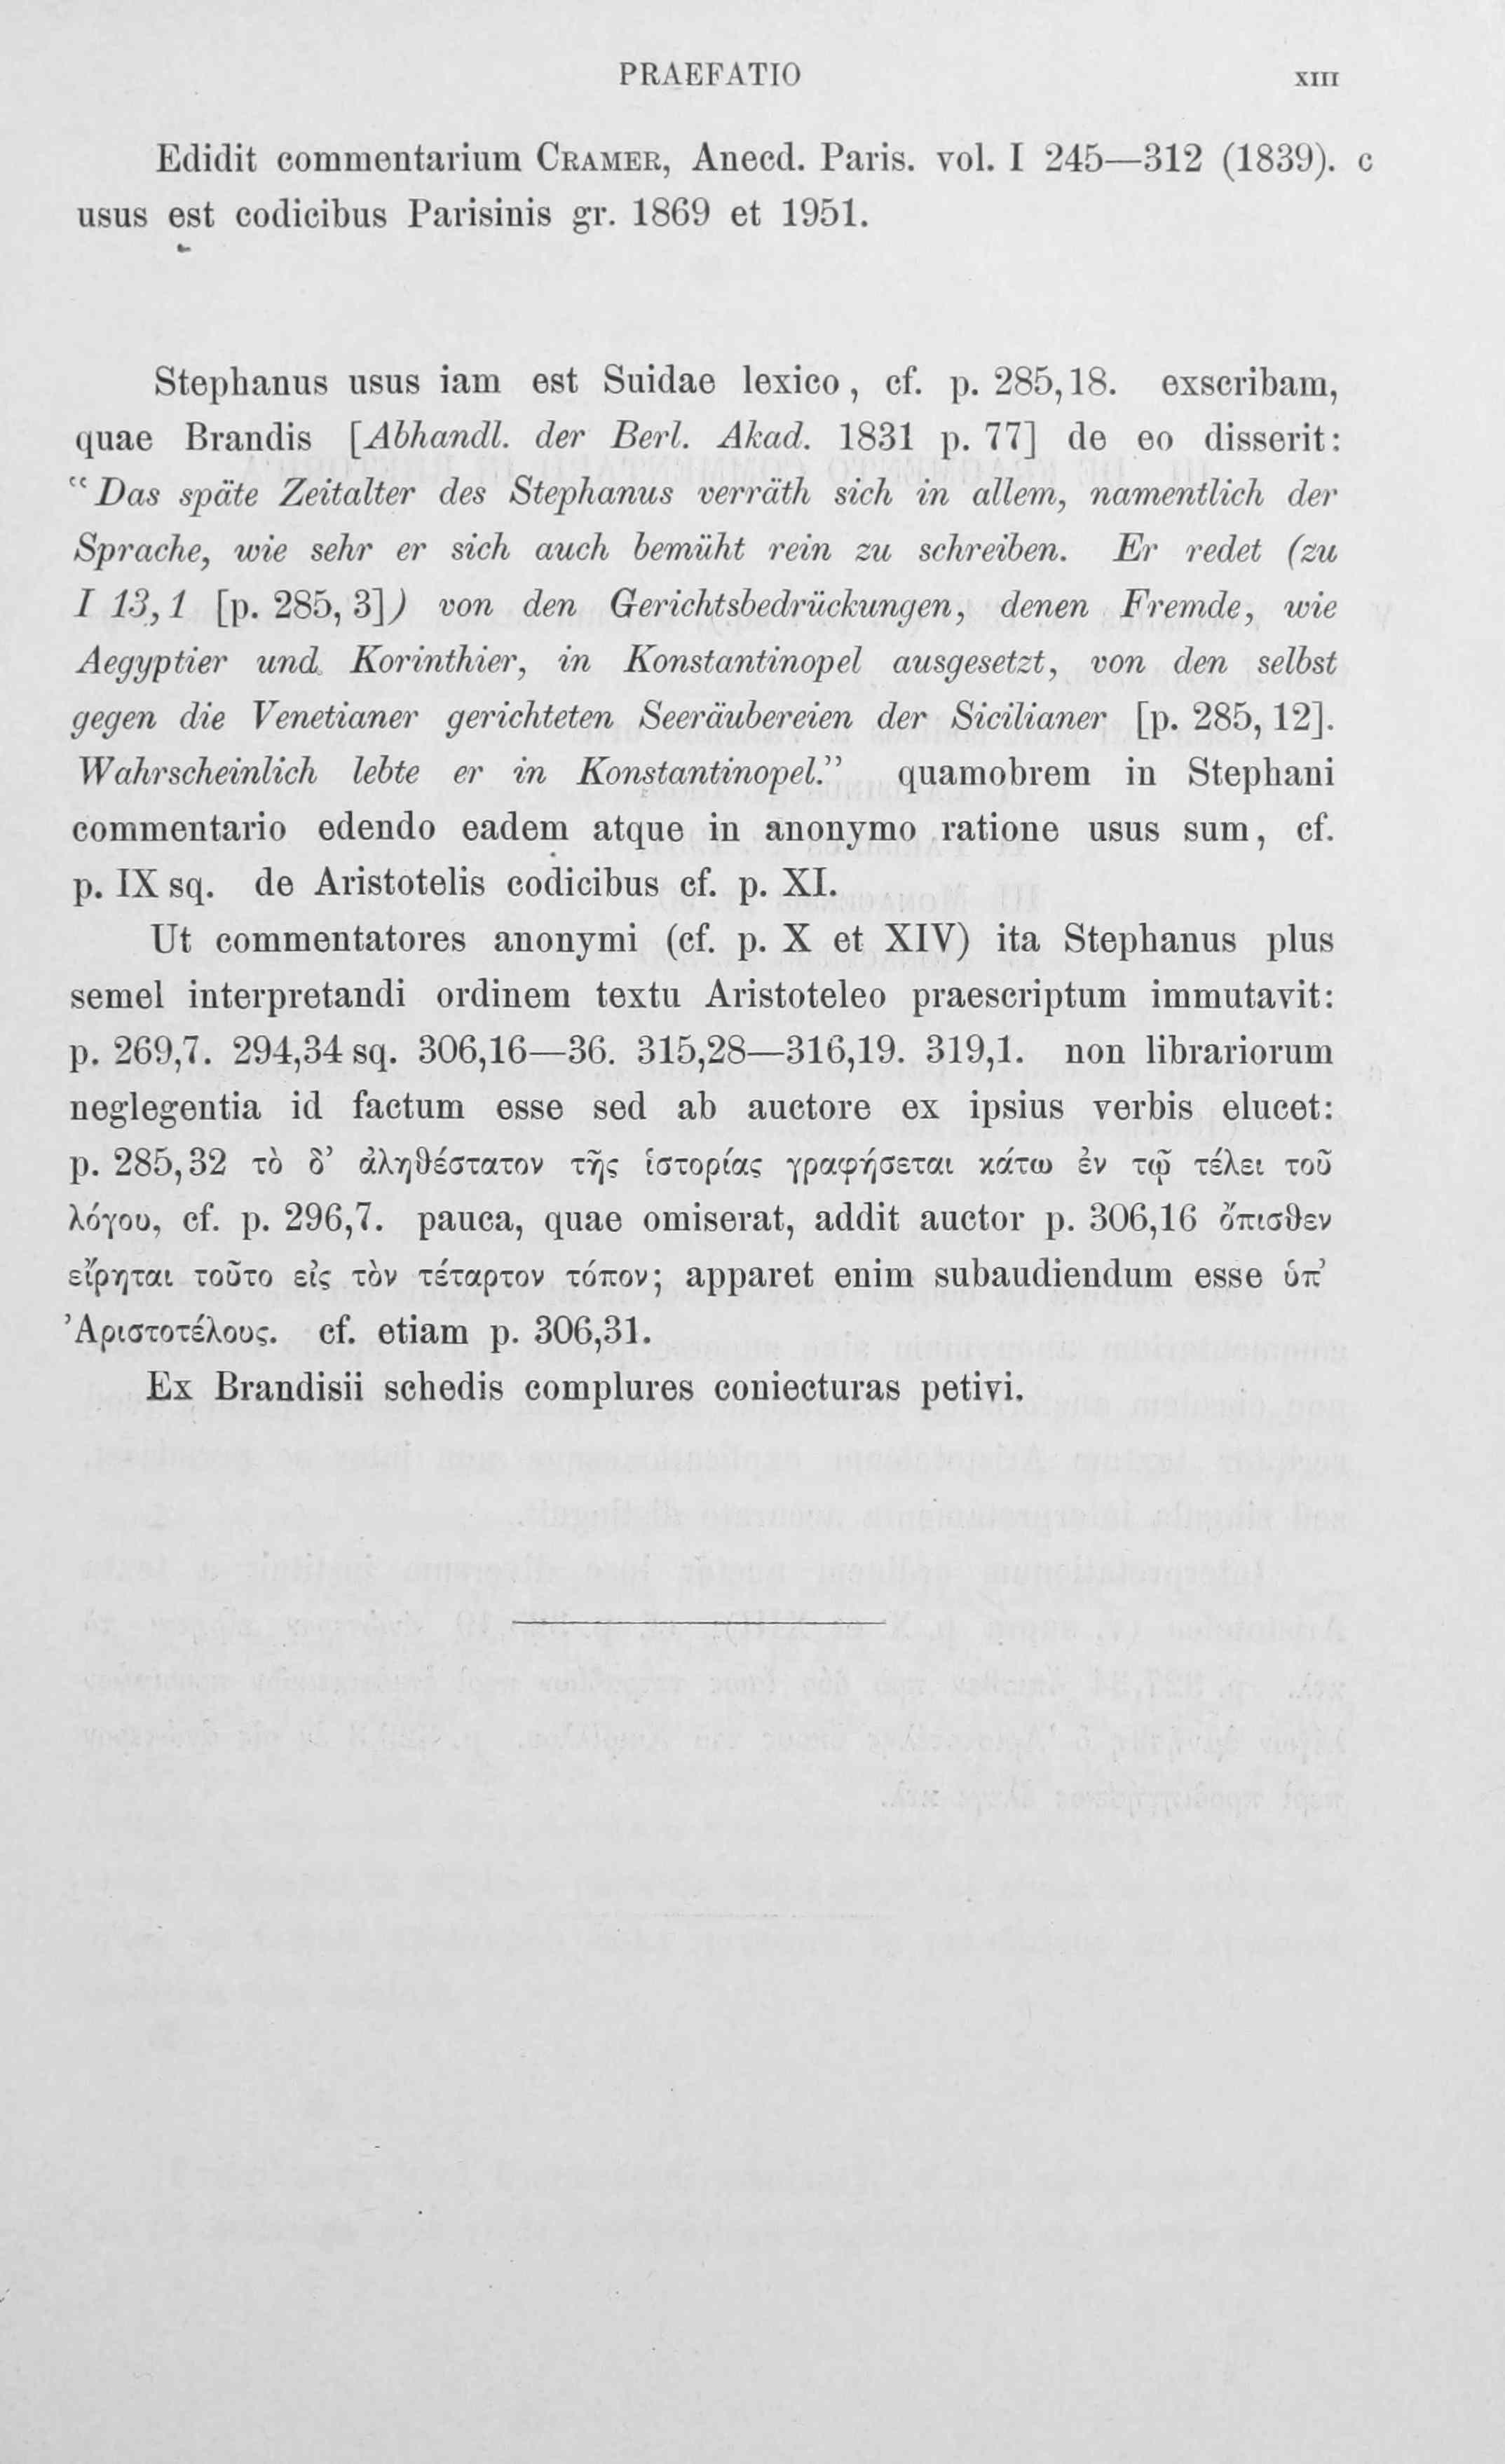 PRAEFATIO XIII
Edidit commentarium CRAMER, Anecd. Paris. vol. I 245—312 (1839). c
usus est codicibus Parisinis gr. 1869 et 1951.
Stephanus usus iam est Suidae lexico, cf. p. 285,18. exscribam,
quae Brandis [Abhandl. der Berl. Akad. 1831 p. 77] de eo disserit:
“Das späte Zeitalter des Stephanus verräth sich in allem, namentlich der
Sprache, wie sehr er sich auch bemüht rein zu schreiben. Er redet (zu
I 13,1 [p. 285, 3]) von den Gerichtsbedrückungen, denen Fremde, wie
Aegyptier und Korinthier, in Konstantinopel ausgesetzt, von den selbst
gegen die Venetianer gerichteten Seeräubereien der Sicilianer [p. 285, 12].
Wahrscheinlich lebte er in Konstantinopel.” quamobrem in Stephani
commentario edendo eadem atque in anonymo ratione usus sum, cf.
p. IX sq. de Aristotelis codicibus cf. p. XI.
Ut commentatores anonymi (cf. p. X et XIV) ita Stephanus plus
semel interpretandi ordinem textu Aristoteleo praescriptum immutavit:
p. 269,7. 294,34 sq. 306,16—36. 315,28—316,19. 319,1. non librariorum
neglegentia id factum esse sed ab auctore ex ipsius verbis elucet:
p. 285,32 τὸ δ’ ἀληθέστατον τῆς ἱστορίας γραφήσεται κάτω ἐν τῷ τέλει τοῦ
λόγου, cf. p. 296,7. pauca, quae omiserat, addit auctor p. 306,16 ὄπισθεν
εἴρηται τοῦτο εἰς τὸν τέταρτον τόπον; apparet enim subaudiendum esse ὑπ’
Ἀριστοτέλους. cf. etiam p. 306,31.
Ex Brandisii schedis complures coniecturas petivi.